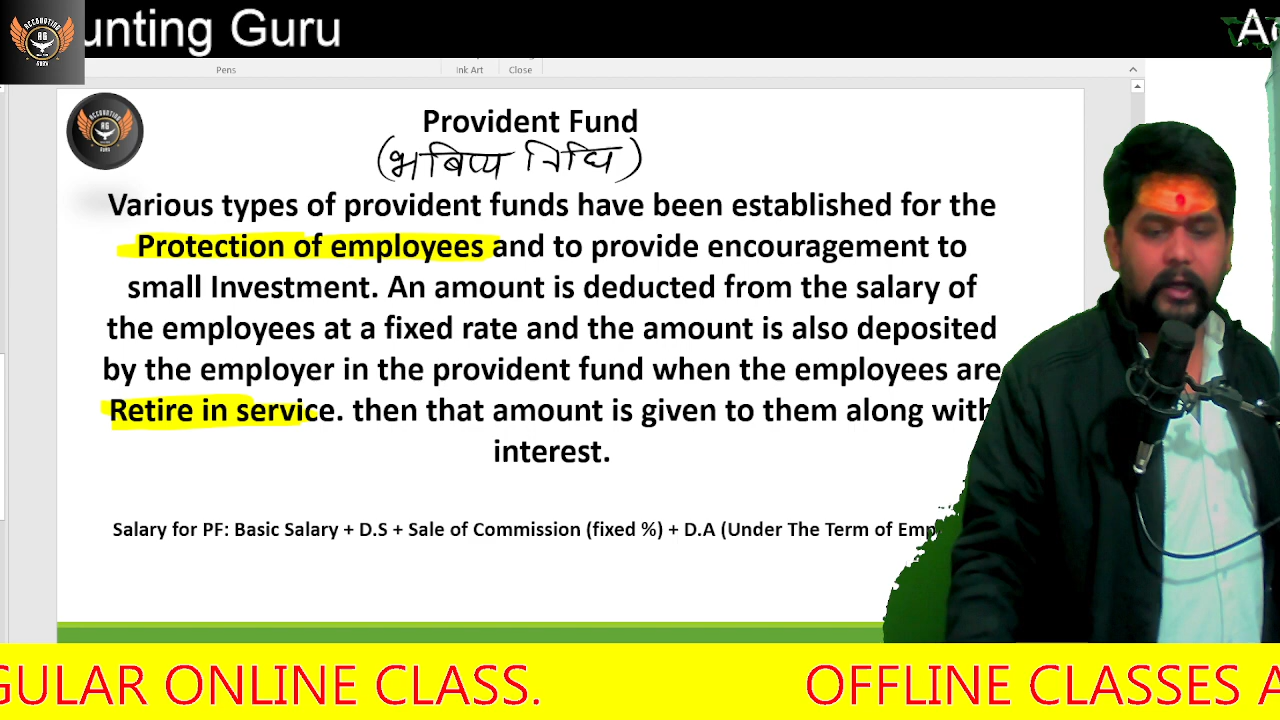 unting Guru
Pens
Ink Art
Close
Provident Fund
(भबिष्य निधि)
Various types of provident funds have been established for the
Protection of employees and to provide encouragement to
small Investment. An amount is deducted from the salary of
the employees at a fixed rate and the amount is also deposited
by the employer in the provident fund when the employees are
Retire in service. then that amount is given to them along with
interest.
Salary for PF: Basic Salary + D.S + Sale of Commission (fixed %) + D.A (Under The Term of Emp
GULAR ONLINE CLASS.
OFFLINE CLASSES A